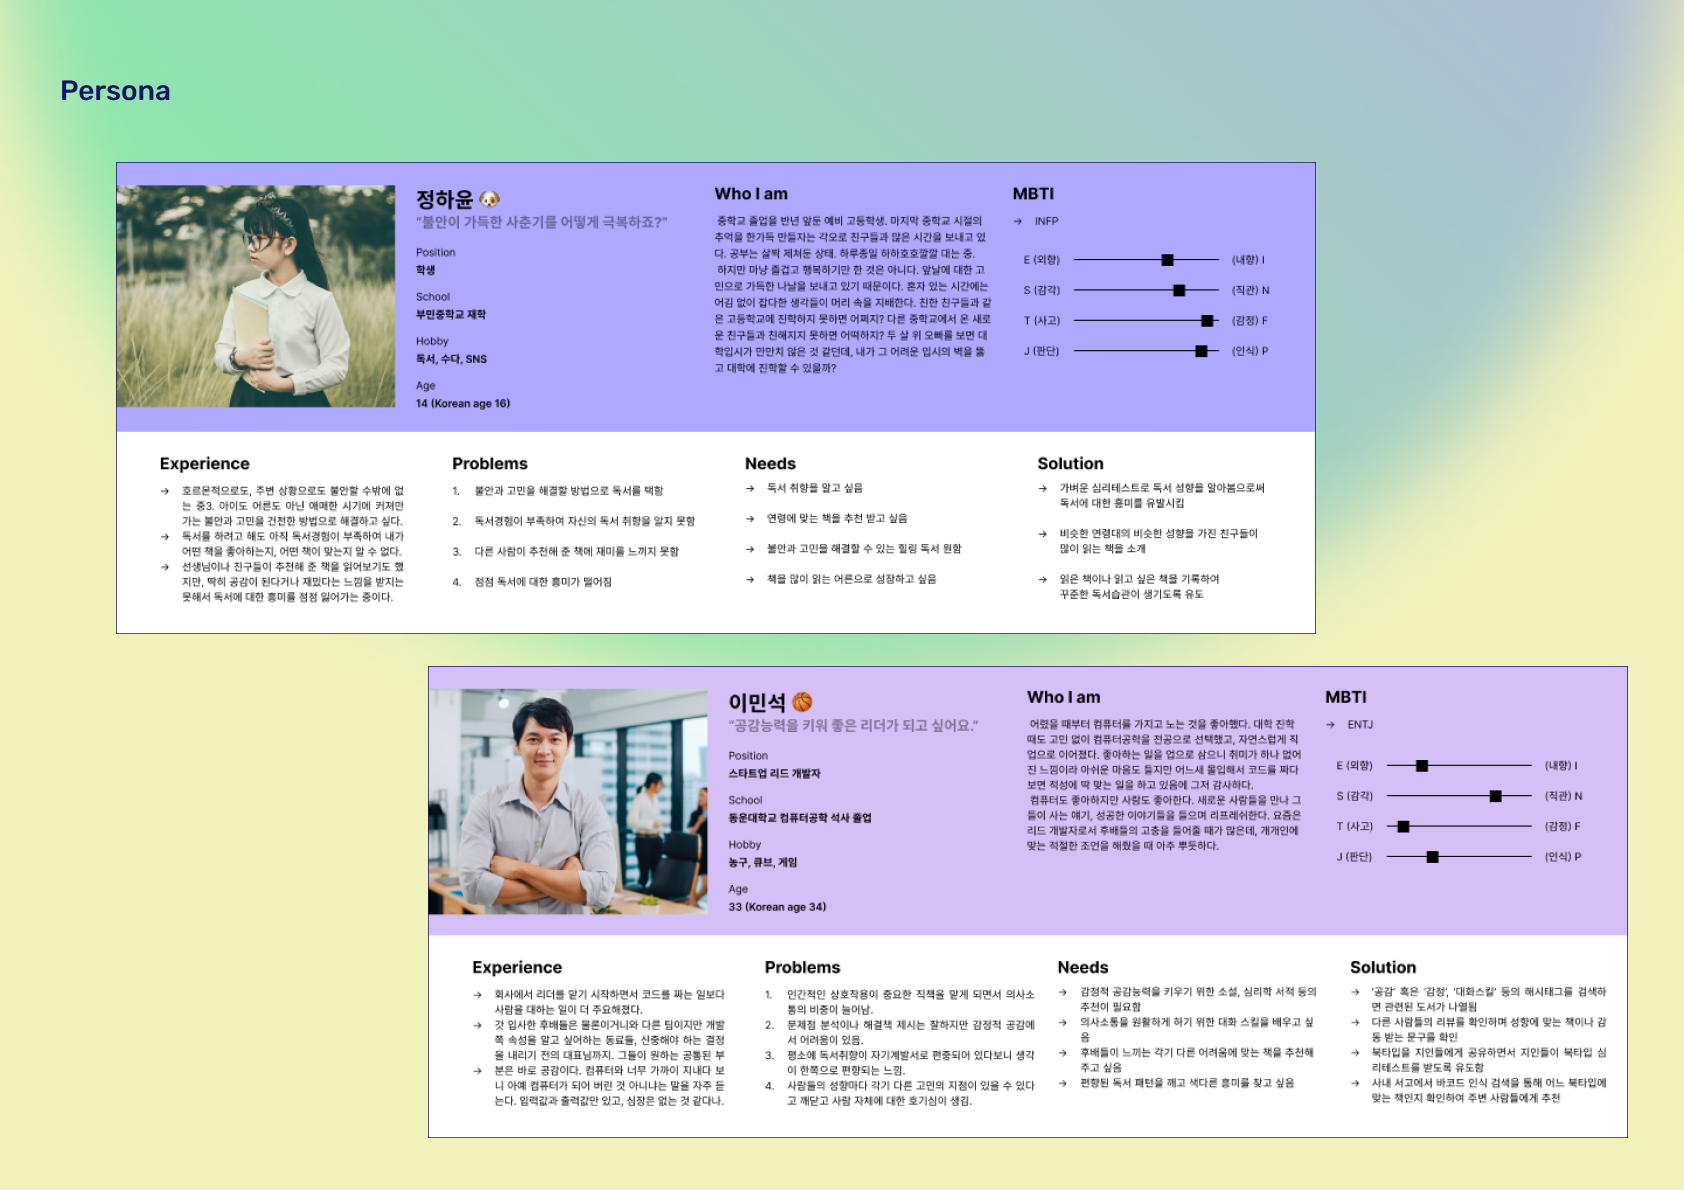 Persona
정하윤
“불안이 가득한 사춘기를 어떻게 극복하죠?”
Position
학생
School
부민중학교 재학
Hobby
독서, 수다, SNS
Age
14 (Korean age 16)
Who I am
중학교 졸업을 반년 앞둔 예비 고등학생. 마지막 중학교 시절의
추억을 한가득 만들자는 각오로 친구들과 많은 시간을 보내고 있
다. 공부는 살짝 제쳐둔 상태. 하루종일 하하호호깔깔 대는 중.
하지만 마냥 즐겁고 행복하기만 한 것은 아니다. 앞날에 대한 고
민으로 가득한 나날을 보내고 있기 때문이다. 혼자 있는 시간에는
어김 없이 잡다한 생각들이 머리 속을 지배한다. 친한 친구들과 같
은 고등학교에 진학하지 못하면 어쩌지? 다른 중학교에서 온 새로
운 친구들과 친해지지 못하면 어떡하지? 두 살 위 오빠를 보면 대
학입시가 만만치 않은 것 같던데, 내가 그 어려운 입시의 벽을 뚫
고 대학에 진학할 수 있을까?
MBTI
→ INFP
E (외향) (내향) I
S (감각) (직관) N
T (사고) (감정) F
J (판단) (인식) P
Experience
→ 호르몬적으로도, 주변 상황으로도 불안할 수밖에 없
는 중3. 아이도 어른도 아닌 애매한 시기에 커져만
가는 불안과 고민을 건전한 방법으로 해결하고 싶다.
→ 독서를 하려고 해도 아직 독서경험이 부족하여 내가
어떤 책을 좋아하는지, 어떤 책이 맞는지 알 수 없다.
→ 선생님이나 친구들이 추천해 준 책을 읽어보기도 했
지만, 딱히 공감이 된다거나 재밌다는 느낌을 받지는
못해서 독서에 대한 흥미를 점점 잃어가는 중이다.
Problems
1. 불안과 고민을 해결할 방법으로 독서를 택함
2. 독서경험이 부족하여 자신의 독서 취향을 알지 못함
3. 다른 사람이 추천해 준 책에 재미를 느끼지 못함
4. 점점 독서에 대한 흥미가 떨어짐
Needs
→ 독서 취향을 알고 싶음
→ 연령에 맞는 책을 추천 받고 싶음
→ 불안과 고민을 해결할 수 있는 힐링 독서 원함
→ 책을 많이 읽는 어른으로 성장하고 싶음
Solution
→ 가벼운 심리테스트로 독서 성향을 알아봄으로써
독서에 대한 흥미를 유발시킴
→ 비슷한 연령대의 비슷한 성향을 가진 친구들이
많이 읽는 책을 소개
→ 읽은 책이나 읽고 싶은 책을 기록하여
꾸준한 독서습관이 생기도록 유도
이민석
“공감능력을 키워 좋은 리더가 되고 싶어요.”
Position
스타트업 리드 개발자
School
동운대학교 컴퓨터공학 석사 졸업
Hobby
농구, 큐브, 게임
Age
33 (Korean age 34)
Who I am
어렸을 때부터 컴퓨터를 가지고 노는 것을 좋아했다. 대학 진학
때도 고민 없이 컴퓨터공학을 전공으로 선택했고, 자연스럽게 직
업으로 이어졌다. 좋아하는 일을 업으로 삼으니 취미가 하나 없어
진 느낌이라 아쉬운 마음도 들지만 어느새 몰입해서 코드를 짜다
보면 적성에 딱 맞는 일을 하고 있음에 그저 감사하다.
컴퓨터도 좋아하지만 사람도 좋아한다. 새로운 사람들을 만나 그
들이 사는 얘기, 성공한 이야기들을 들으며 리프레쉬한다. 요즘은
리드 개발자로서 후배들의 고충을 들어줄 때가 많은데, 개개인에
맞는 적절한 조언을 해줬을 때 아주 뿌듯하다.
MBTI
→ ENTJ
E (외향) (내향) I
S (감각) (직관) N
T (사고) (감정) F
J (판단) (인식) P
Experience
→ 회사에서 리더를 맡기 시작하면서 코드를 짜는 일보다
사람을 대하는 일이 더 주요해졌다.
→ 갓 입사한 후배들은 물론이거니와 다른 팀이지만 개발
쪽 속성을 알고 싶어하는 동료들, 신중해야 하는 결정
을 내리기 전의 대표님까지. 그들이 원하는 공통된 부
→ 분은 바로 공감이다. 컴퓨터와 너무 가까이 지내다 보
니 아예 컴퓨터가 되어 버린 것 아니냐는 말을 자주 듣
는다. 입력값과 출력값만 있고, 심장은 없는 것 같다나.
Problems
1. 인간적인 상호작용이 중요한 직책을 맡게 되면서 의사소
통의 비중이 늘어남.
2. 문제점 분석이나 해결책 제시는 잘하지만 감정적 공감에
서 어려움이 있음.
3. 평소에 독서취향이 자기계발서로 편중되어 있다보니 생각
이 한쪽으로 편향되는 느낌.
4. 사람들의 성향마다 각기 다른 고민의 지점이 있을 수 있다
고 깨닫고 사람 자체에 대한 호기심이 생김.
Needs
→ 감정적 공감능력을 키우기 위한 소설, 심리학 서적 등의
추천이 필요함
→ 의사소통을 원활하게 하기 위한 대화 스킬을 배우고 싶
음
→ 후배들이 느끼는 각기 다른 어려움에 맞는 책을 추천해
주고 싶음
→ 편향된 독서 패턴을 깨고 색다른 흥미를 찾고 싶음
Solution
→ ‘공감’ 혹은 ‘감정’, ‘대화스킬’ 등의 해시태그를 검색하
면 관련된 도서가 나열됨
→ 다른 사람들의 리뷰를 확인하며 성향에 맞는 책이나 감
동 받는 문구를 확인
→ 북타입을 지인들에게 공유하면서 지인들이 북타입 심
리테스트를 받도록 유도함
→ 사내 서고에서 바코드 인식 검색을 통해 어느 북타입에
맞는 책인지 확인하여 주변 사람들에게 추천